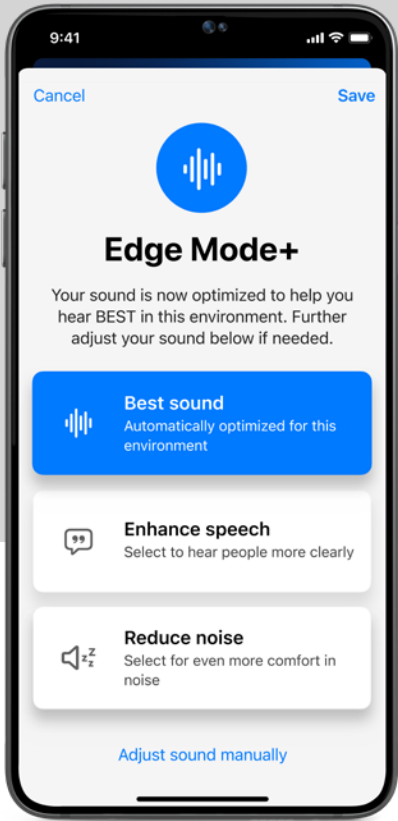 9:41
Cancel
Save
Edge Mode+
Your sound is now optimized to help you
hear BEST in this environment. Further
adjust your sound below if needed.
Best sound
Automatically optimized for this
environment
Enhance speech
Select to hear people more clearly
Reduce noise
Select for even more comfort in
noise
Adjust sound manually